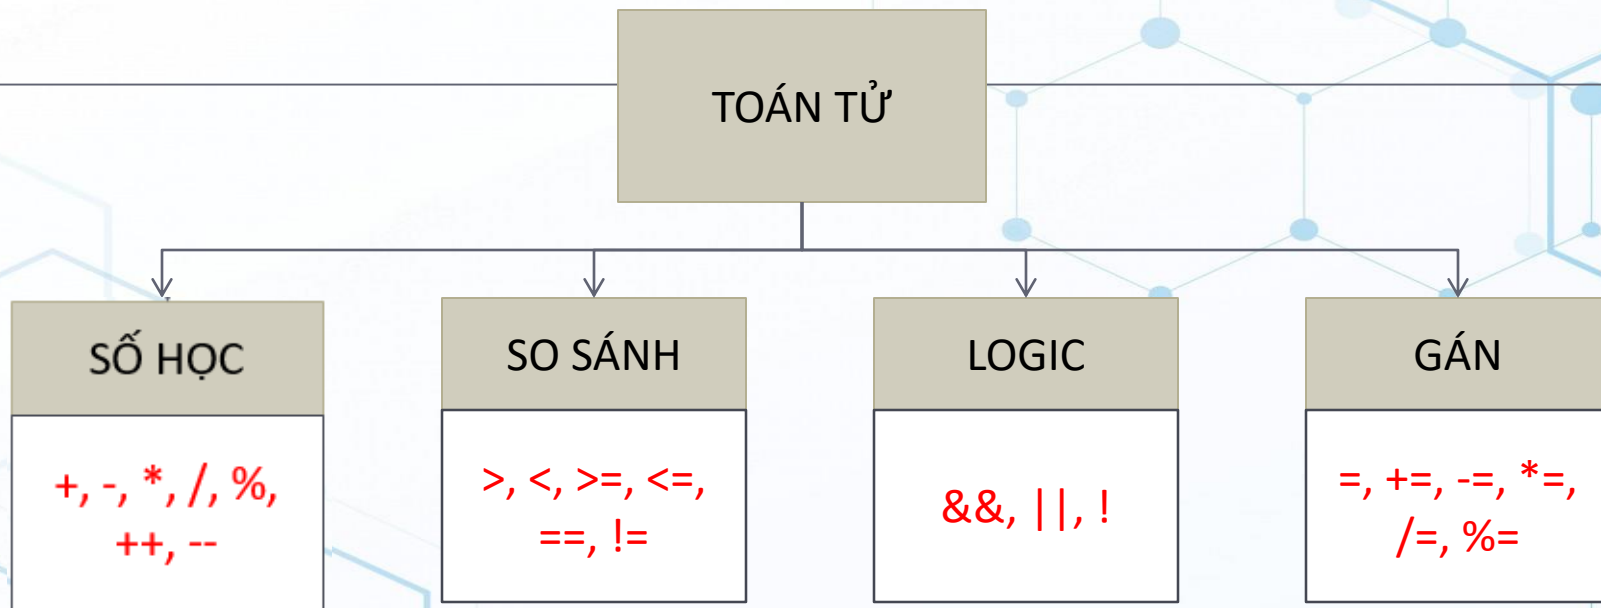 TOÁN TỬ
SỐ HỌC
+, -, *, /, %,
++, --
SO SÁNH
>, <, >=, <=,
==, !=
LOGIC
&&, ||, !
GÁN
=, +=, -=, *=,
/=, %=